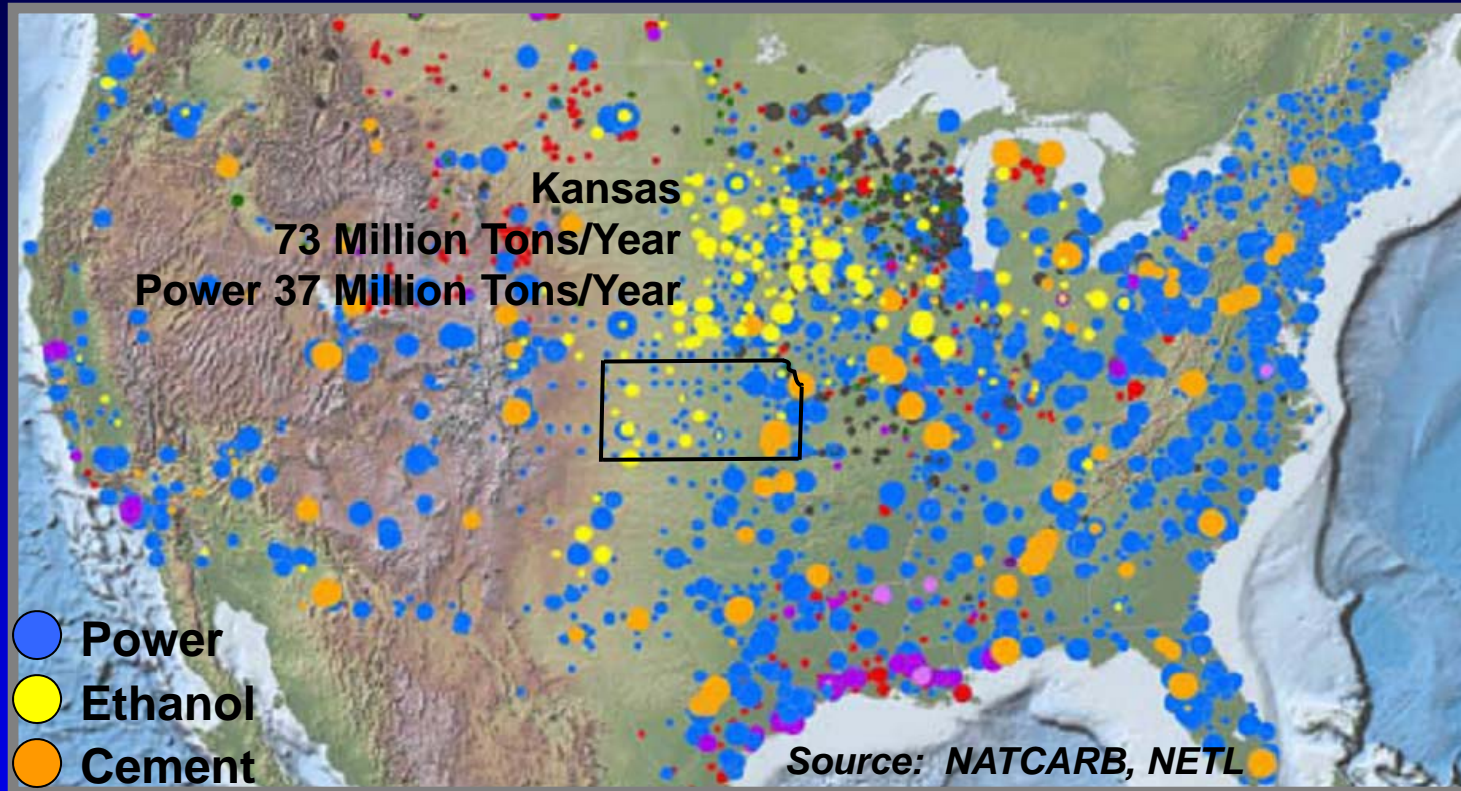 Kansas
73 Million Tons/Year
Power 37 Million Tons/Year
Power
Ethanol
Cement
Source: NATCARB, NETL